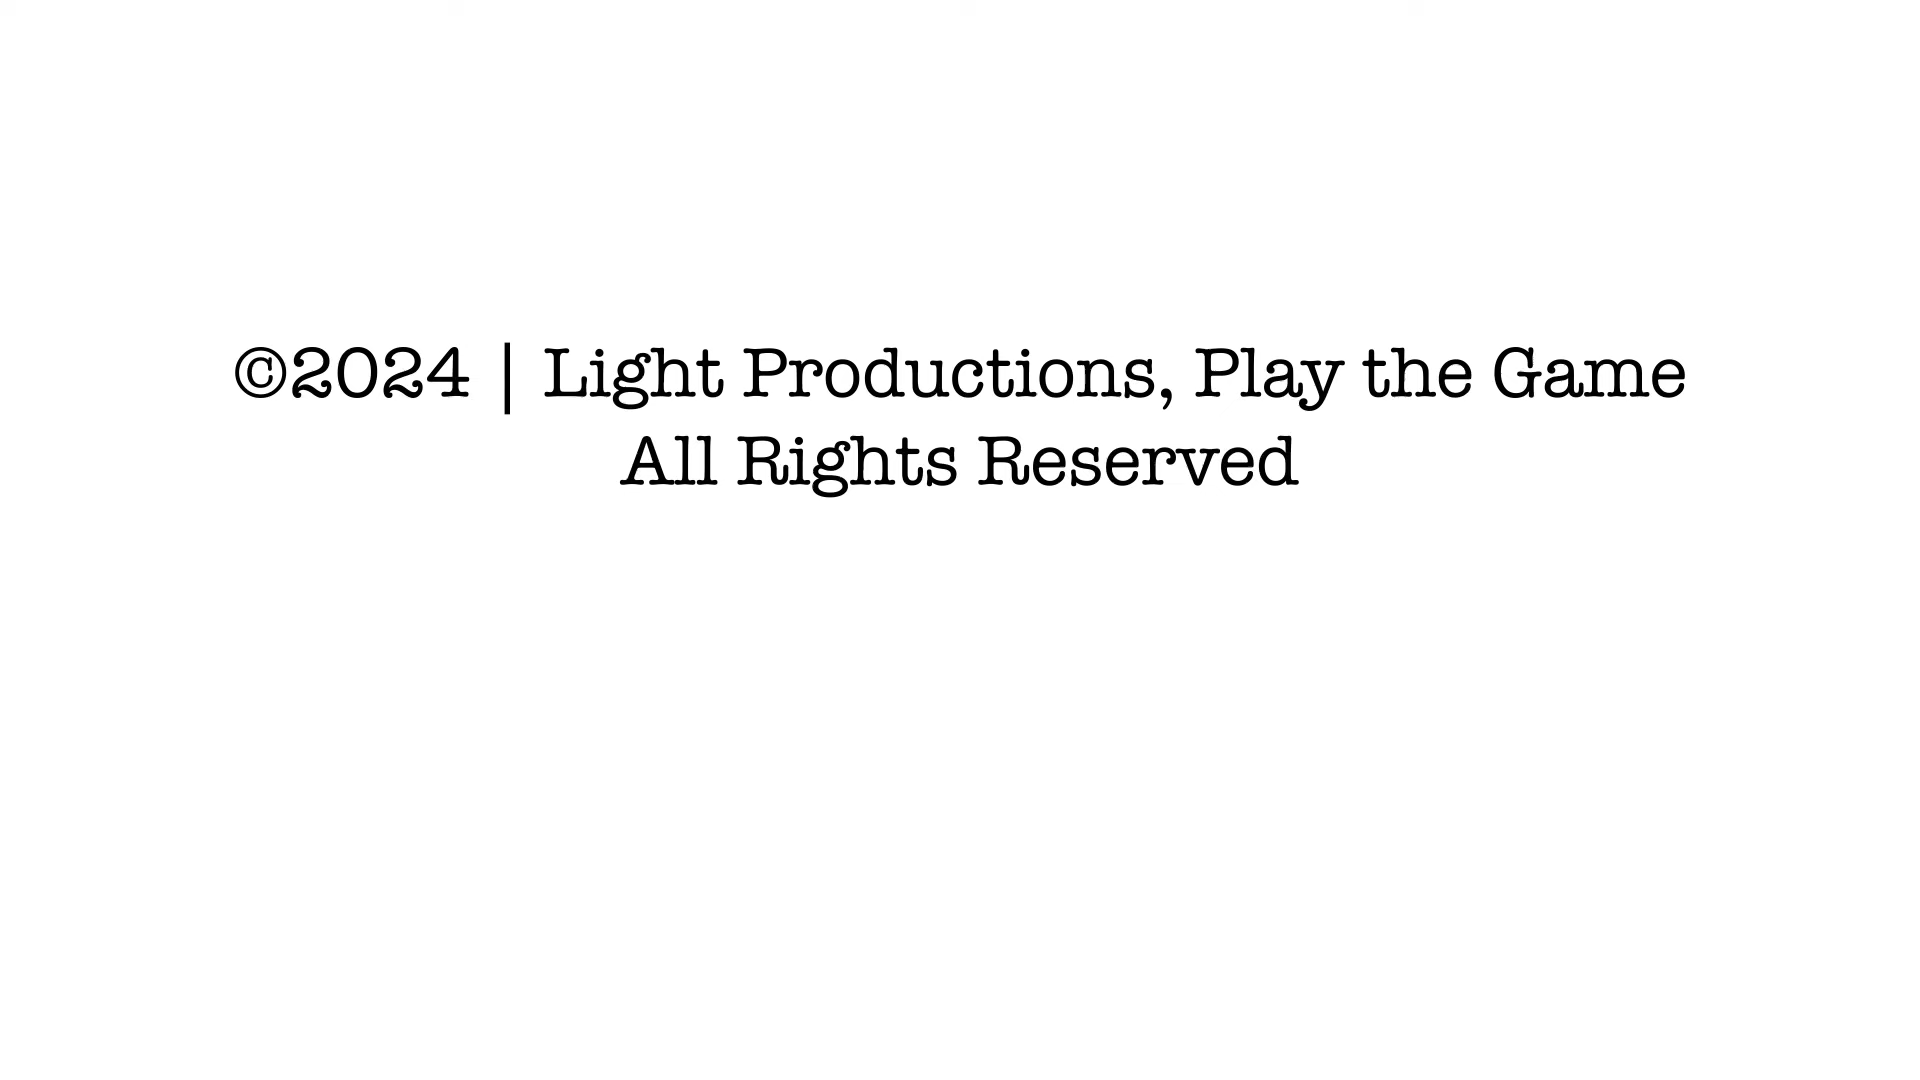 ©2024 | Light Productions, Play the Game
All Rights Reserved